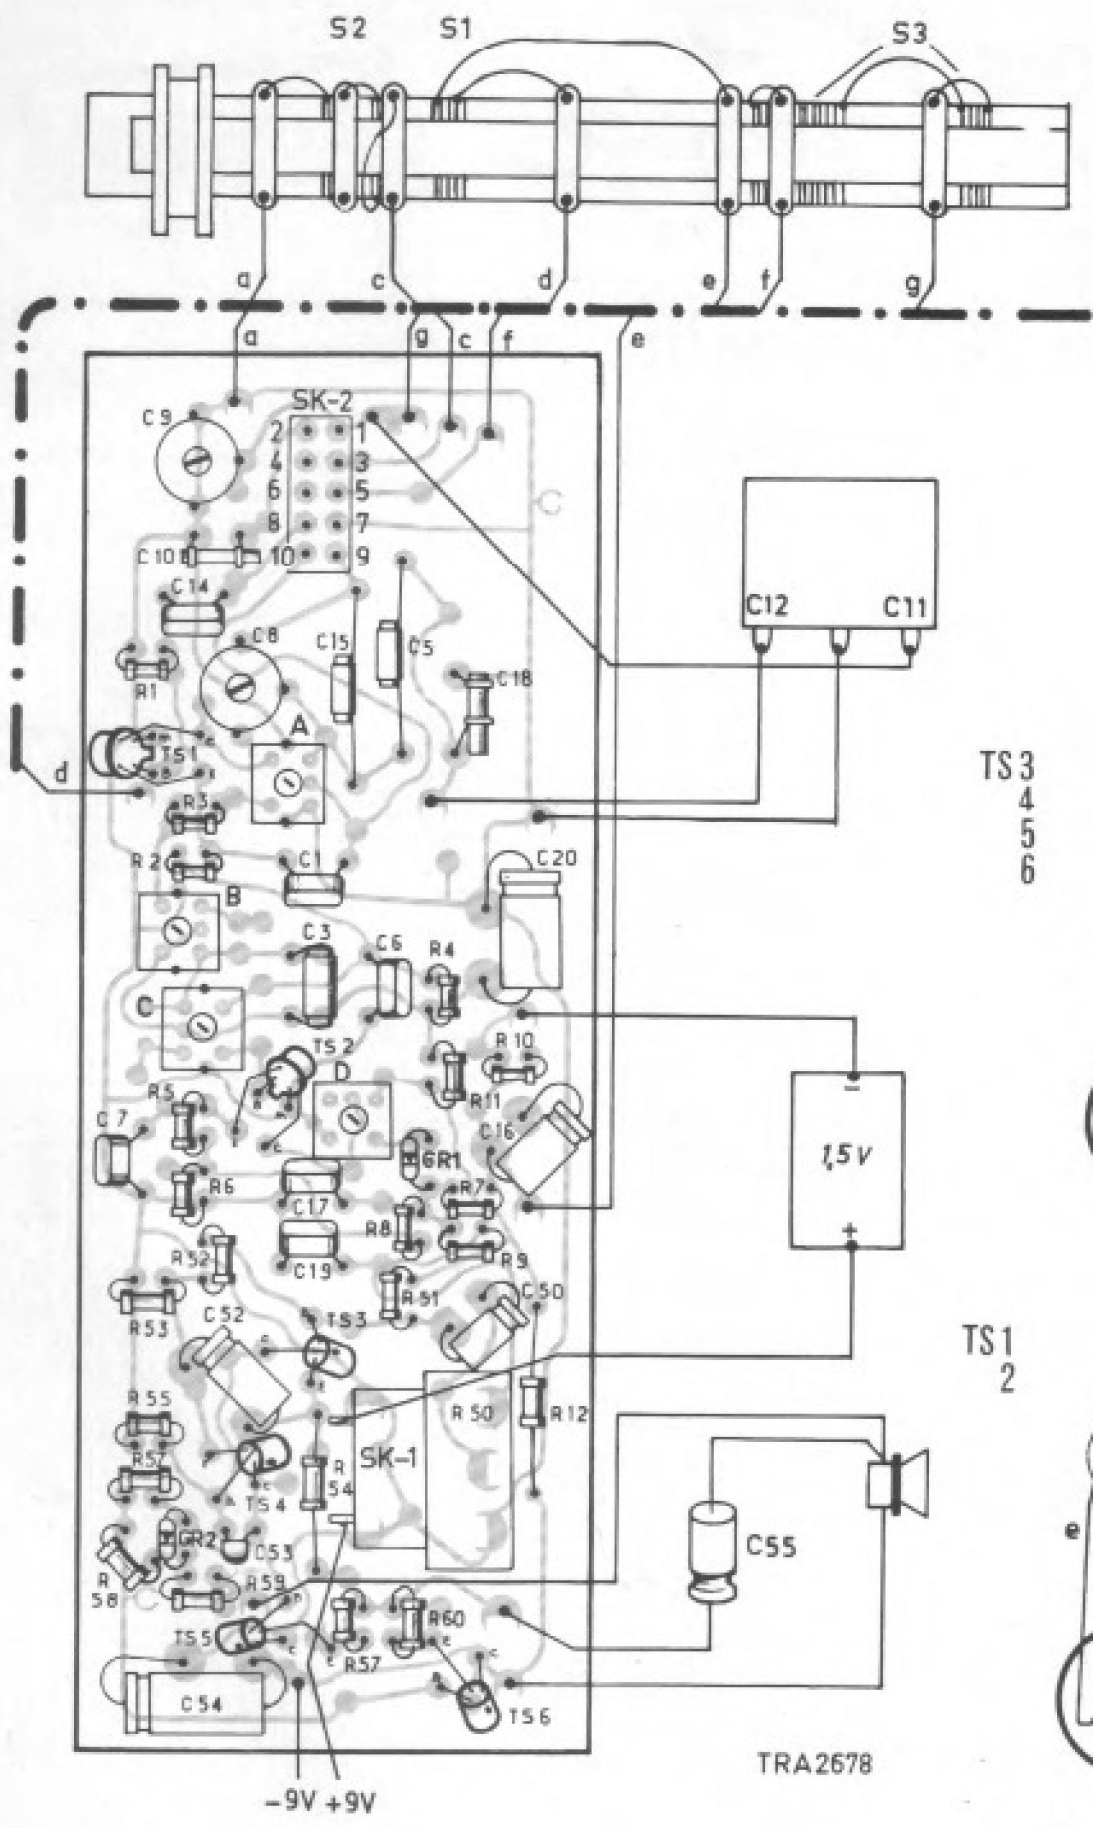 S2 S1 S3
a c d e f g
a g c f e
SK-2
C9
2 1
4 3
6 5
8 7
10 9
C10
C14
C12 C11
C8
C15 C5
R1
C18
A
TS1
d
TS3
4
5
6
R3
R2 C1 C20
B
C3 C6 R4
C
TS2 R10
D
R5 R11
C7 C16
GR1
1,5V
−
+
R6 R7
C17 R8
R52 R9
C19
R51 C50
R53 C52 TS3
TS1
2
R55 R50 R12
R57 SK-1
R
54
TS4
GR2 C53 C55
e
R
58
R59
TS5 R57 R60
C54 TS6
TRA2678
-9V +9V